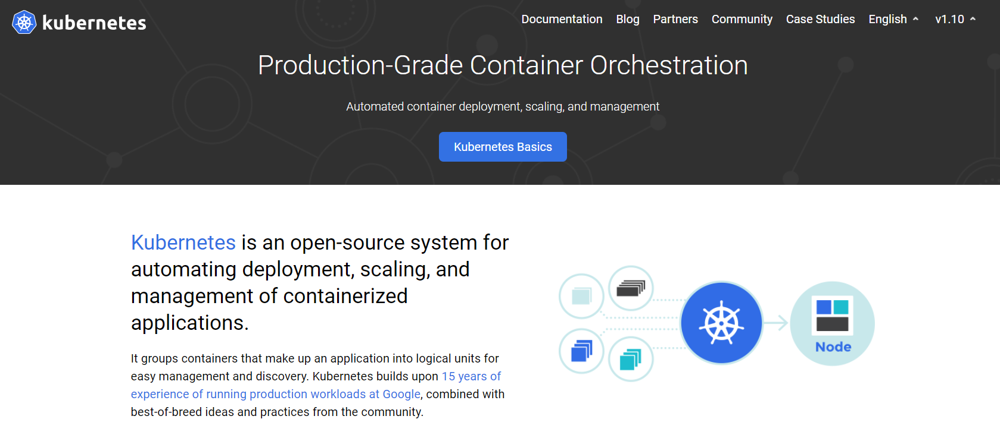 kubernetes
Documentation Blog Partners Community Case Studies English v1.10
Production-Grade Container Orchestration
Automated container deployment, scaling, and management
Kubernetes Basics
Kubernetes is an open-source system for
automating deployment, scaling, and
management of containerized
applications.
It groups containers that make up an application into logical units for
easy management and discovery. Kubernetes builds upon 15 years of
experience of running production workloads at Google, combined with
best-of-breed ideas and practices from the community.
Node